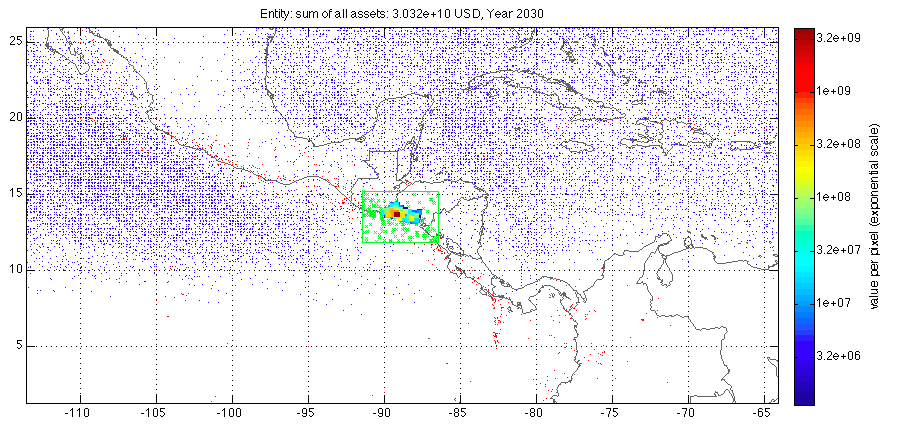 Entity: sum of all assets: 3.032e+10 USD, Year 2030
25
20
15
10
5
-110 -105 -100 -95 -90 -85 -80 -75 -70 -65
3.2e+09
1e+09
3.2e+08
1e+08
3.2e+07
1e+07
3.2e+06
value per pixel (exponential scale)